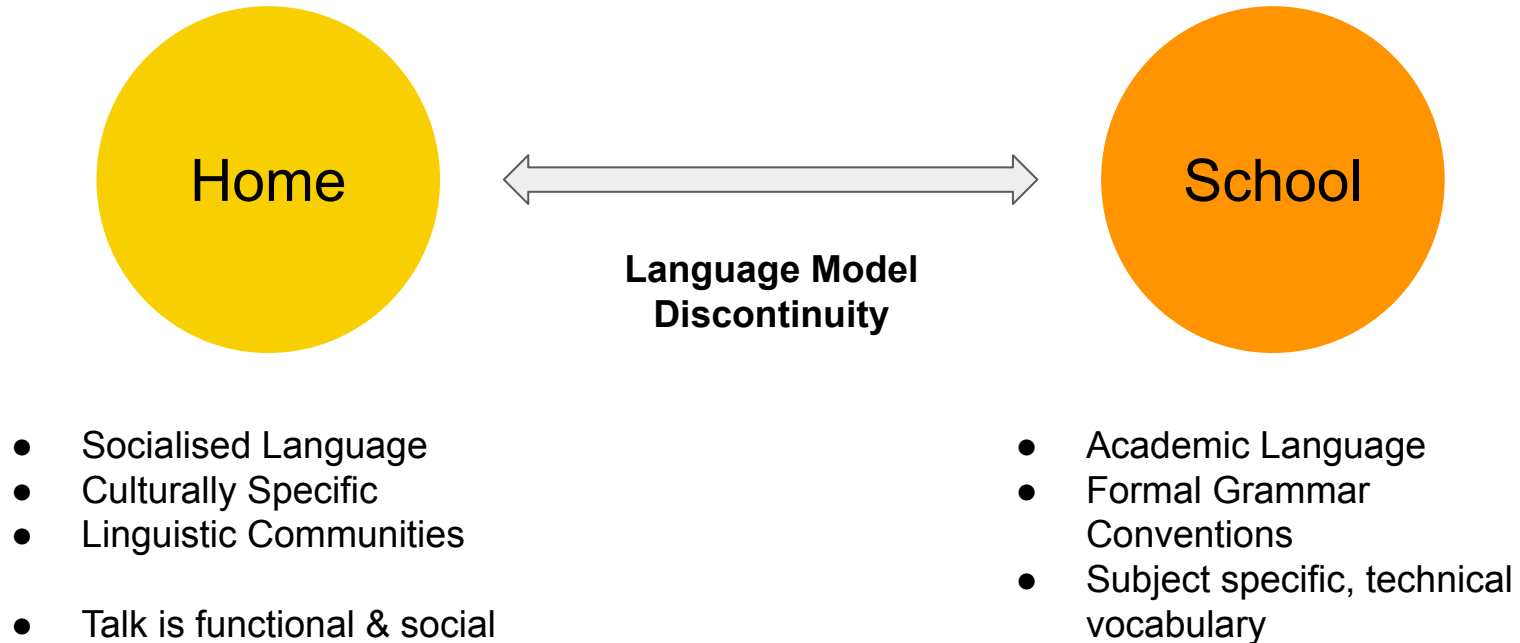 Home
School
Language Model
Discontinuity
● Socialised Language
● Culturally Specific
● Linguistic Communities
● Talk is functional & social
● Academic Language
● Formal Grammar
Conventions
● Subject specific, technical
vocabulary